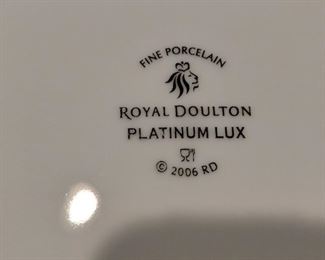 FINE PORCELAIN
ROYAL DOULTON
PLATINUM LUX
© 2006 RD